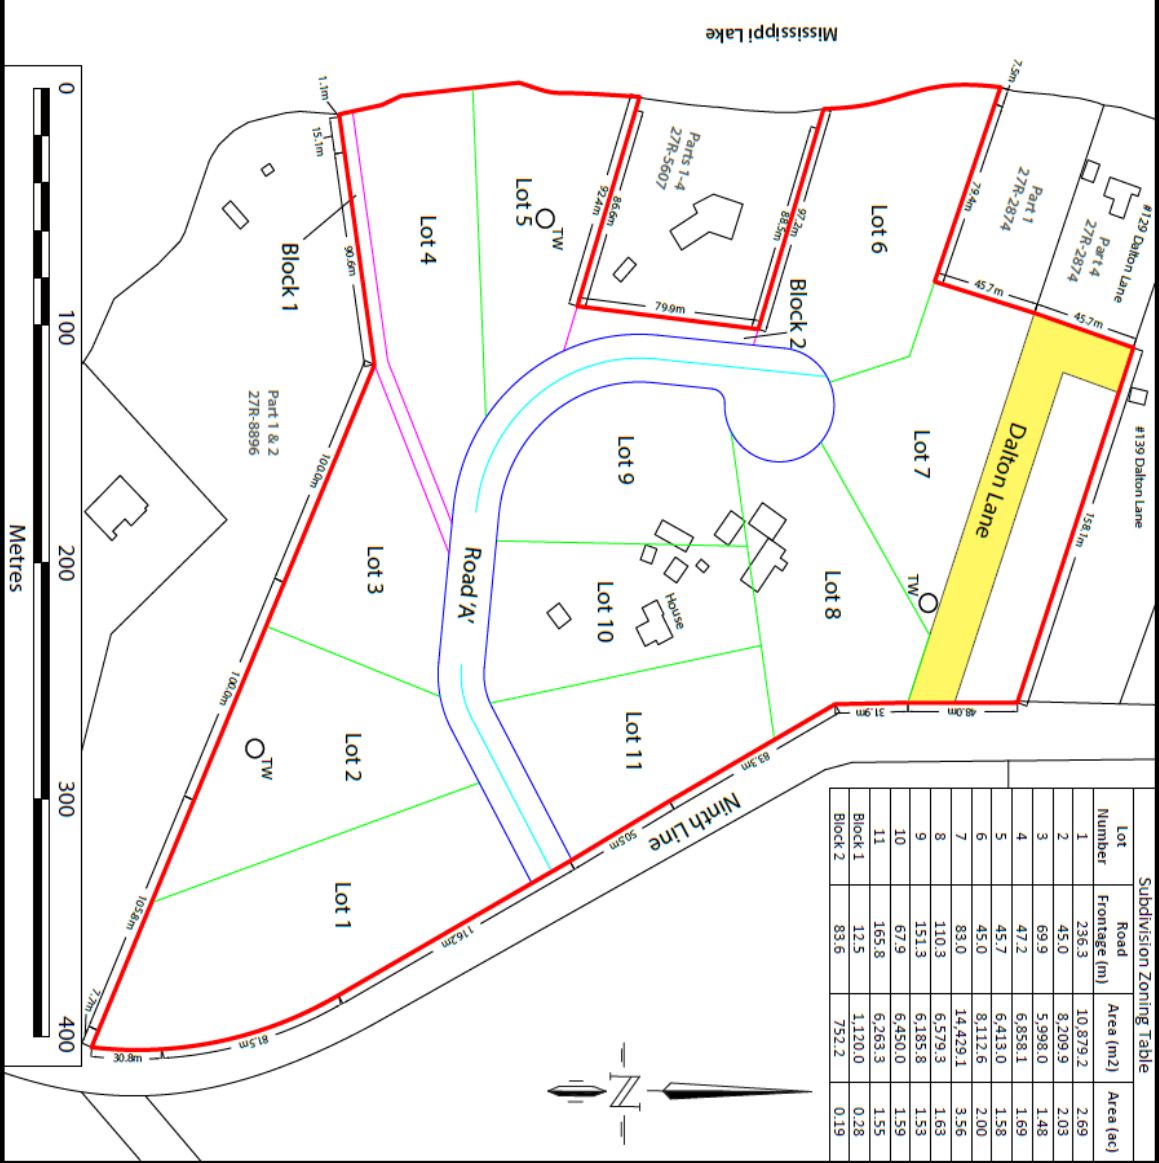 Mississippi Lake
7.5m
#129 Dalton Lane
Part 1
27R-2874
Part 4
27R-2874
79.4m
45.7m
45.7m
#139 Dalton Lane
Parts 1-4
27R-5607
92.4m
86.6m
97.2m
88.5m
79.9m
Lot 6
Lot 5
TW
Lot 4
1.1m
15.1m
90.6m
Block 1
Block 2
Lot 7
Dalton Lane
158.1m
Lot 9
Part 1 & 2
27R-8896
100.0m
Lot 3
Road 'A'
Lot 10
House
Lot 8
TW
31.9m
48.0m
83.3m
100.0m
Lot 2
TW
Lot 11
Ninth Line
50.5m
Lot 1
116.2m
105.8m
7.7m
30.8m
81.5m
N
0
100
200
300
400
Metres
Subdivision Zoning Table
Lot Number Road Frontage (m) Area (m2) Area (ac)
1 236.3 10,879.2 2.69
2 45.0 8,209.9 2.03
3 69.9 5,998.0 1.48
4 47.2 6,858.1 1.69
5 45.7 6,413.0 1.58
6 45.0 8,112.6 2.00
7 83.0 14,429.1 3.56
8 110.3 6,579.3 1.63
9 151.3 6,185.8 1.53
10 67.9 6,450.0 1.59
11 165.8 6,263.3 1.55
Block 1 12.5 1,120.0 0.28
Block 2 83.6 752.2 0.19